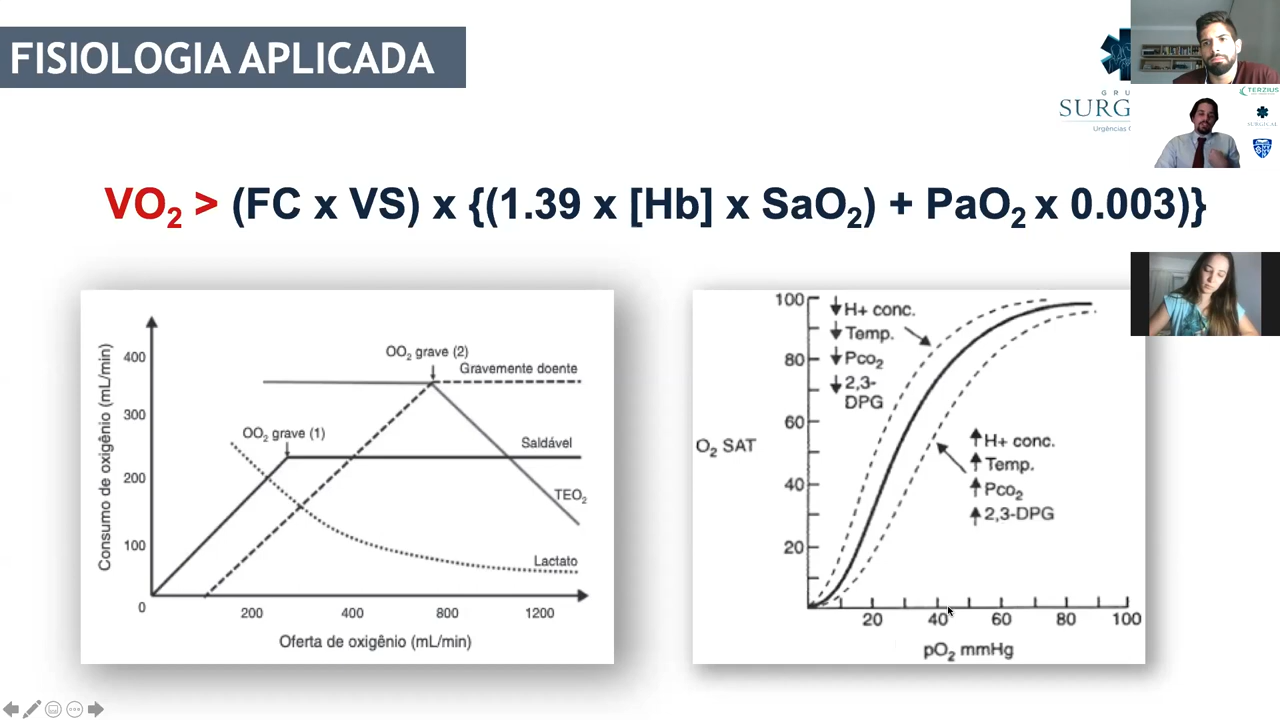 FISIOLOGIA APLICADA
GRU
SURG
Urgências
TERZIUS
SURGICAL
VO₂ > (FC x VS) x {(1.39 x [Hb] x SaO₂) + PaO₂ x 0.003)}
Consumo de oxigênio (mL/min)
400
300
200
100
0
OO₂ grave (2)
Gravemente doente
OO₂ grave (1)
Saldável
TEO₂
Lactato
200 400 800 1200
Oferta de oxigênio (mL/min)
O₂ SAT
100
80
60
40
20
↓ H+ conc.
↓ Temp.
↓ Pco₂
↓ 2,3-
DPG
↑ H+ conc.
↑ Temp.
↑ Pco₂
↑ 2,3-DPG
20 40 60 80 100
pO₂ mmHg